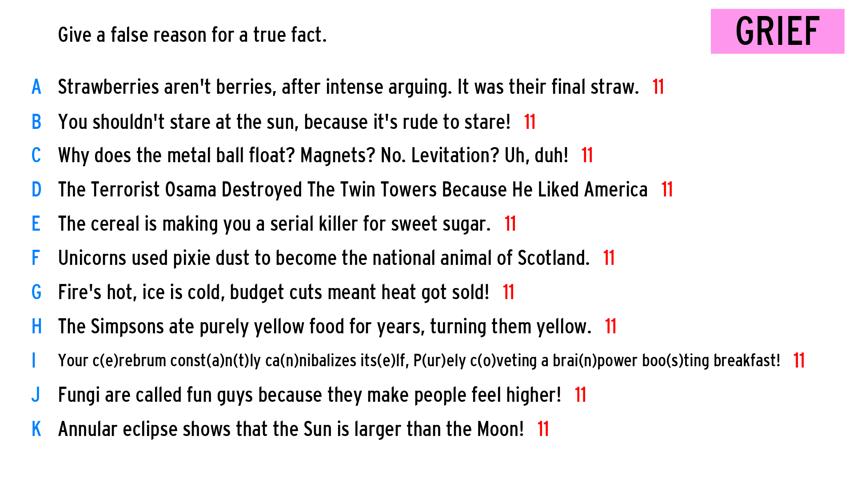 Give a false reason for a true fact.
GRIEF
A Strawberries aren't berries, after intense arguing. It was their final straw. 11
B You shouldn't stare at the sun, because it's rude to stare! 11
C Why does the metal ball float? Magnets? No. Levitation? Uh, duh! 11
D The Terrorist Osama Destroyed The Twin Towers Because He Liked America 11
E The cereal is making you a serial killer for sweet sugar. 11
F Unicorns used pixie dust to become the national animal of Scotland. 11
G Fire's hot, ice is cold, budget cuts meant heat got sold! 11
H The Simpsons ate purely yellow food for years, turning them yellow. 11
I Your c(e)rebrum const(a)n(t)ly ca(n)nibalizes its(e)lf, P(ur)ely c(o)veting a brai(n)power boo(s)ting breakfast! 11
J Fungi are called fun guys because they make people feel higher! 11
K Annular eclipse shows that the Sun is larger than the Moon! 11